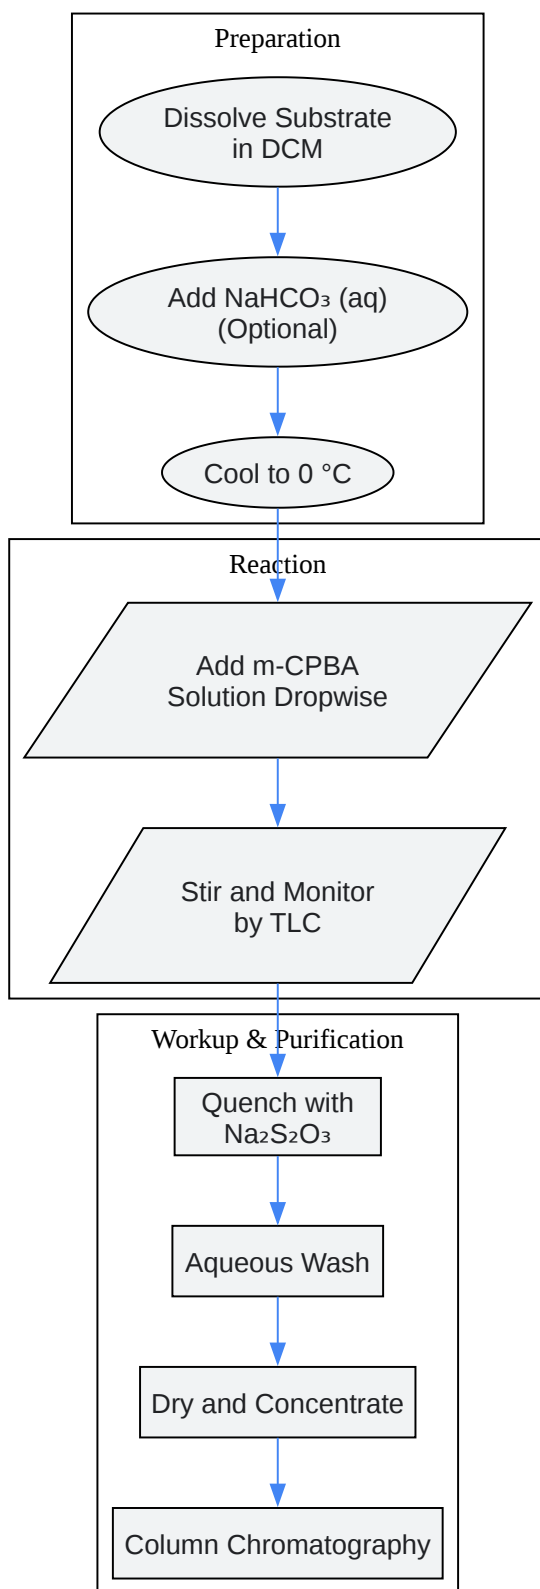 Preparation
Dissolve Substrate
in DCM
Add NaHCO₃ (aq)
(Optional)
Cool to 0 °C
Reaction
Add m-CPBA
Solution Dropwise
Stir and Monitor
by TLC
Workup & Purification
Quench with
Na₂S₂O₃
Aqueous Wash
Dry and Concentrate
Column Chromatography